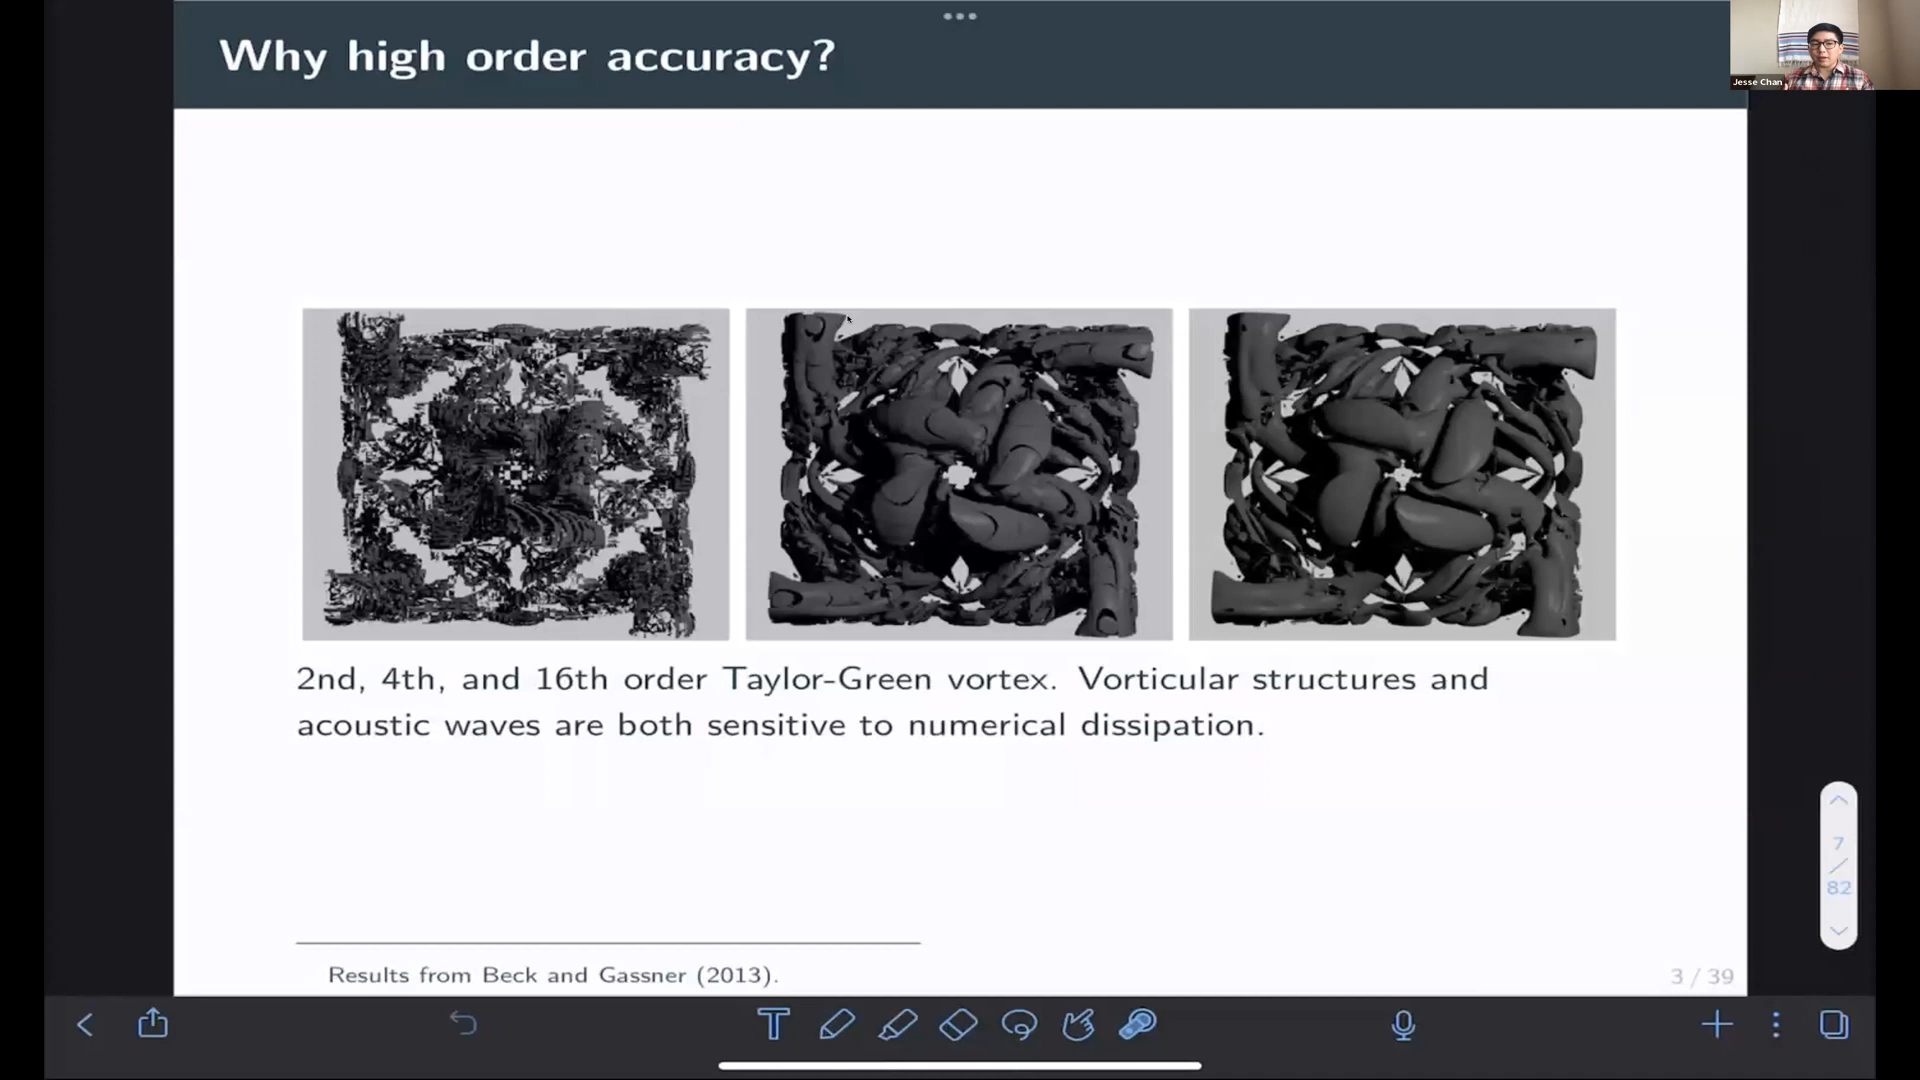 Why high order accuracy?
Jesse Chan
2nd, 4th, and 16th order Taylor-Green vortex. Vorticular structures and
acoustic waves are both sensitive to numerical dissipation.
7
/
82
Results from Beck and Gassner (2013).
3 / 39